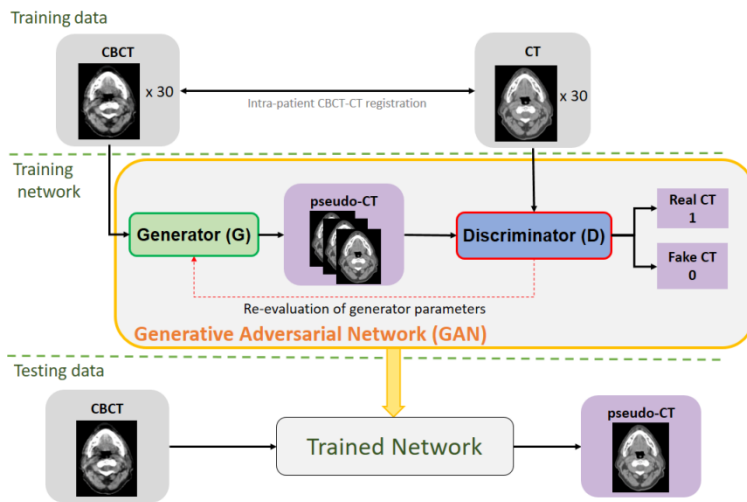 Training data
CBCT
CT
x 30
x 30
Intra-patient CBCT-CT registration
Training
network
pseudo-CT
Real CT
1
Generator (G)
Discriminator (D)
Fake CT
0
Re-evaluation of generator parameters
Generative Adversarial Network (GAN)
Testing data
CBCT
pseudo-CT
Trained Network